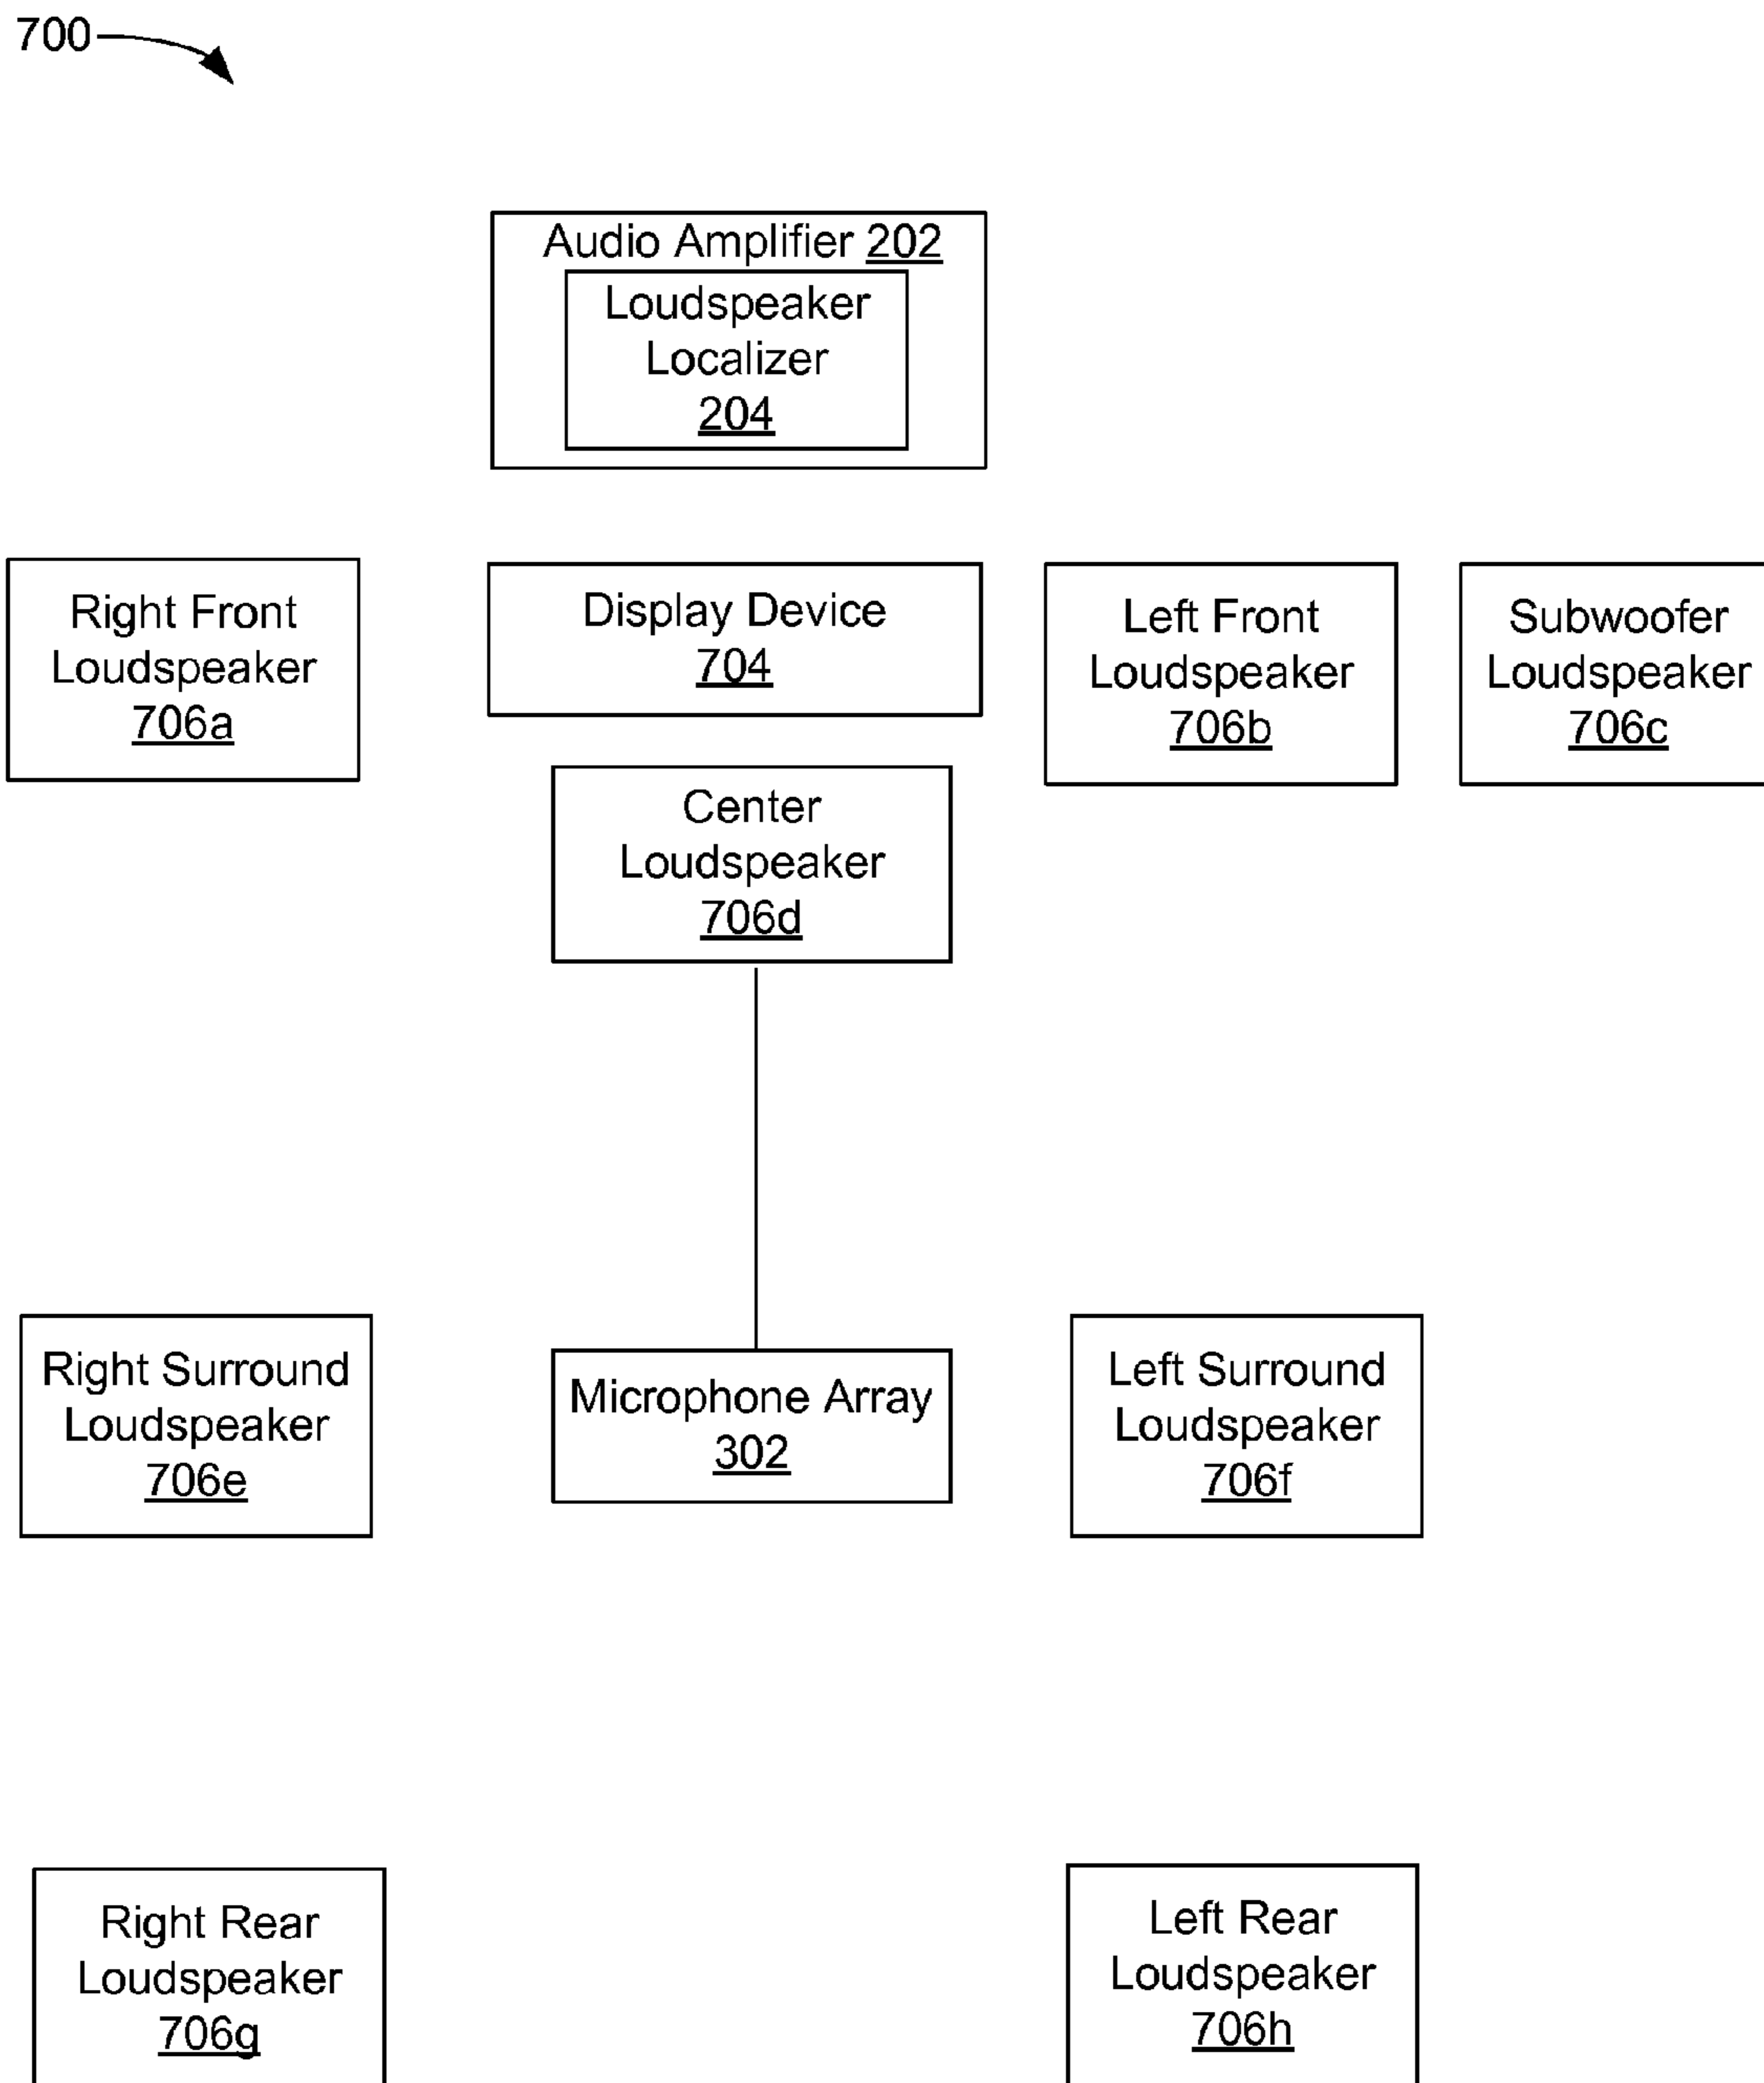 700
Audio Amplifier 202
Loudspeaker
Localizer
204
Right Front
Loudspeaker
706a
Display Device
704
Left Front
Loudspeaker
706b
Subwoofer
Loudspeaker
706c
Center
Loudspeaker
706d
Right Surround
Loudspeaker
706e
Microphone Array
302
Left Surround
Loudspeaker
706f
Right Rear
Loudspeaker
706g
Left Rear
Loudspeaker
706h